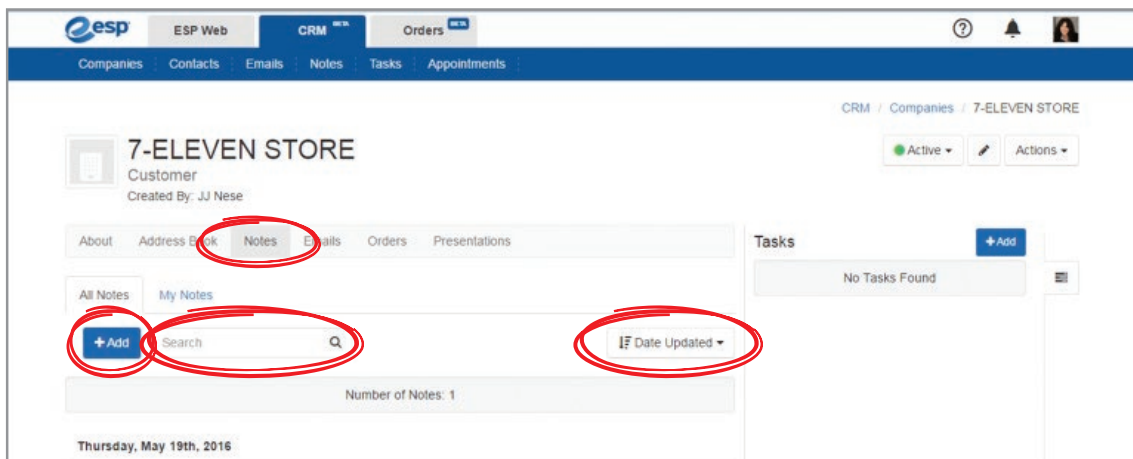 esp ESP Web CRM BETA Orders BETA
Companies Contacts Emails Notes Tasks Appointments
CRM / Companies / 7-ELEVEN STORE
7-ELEVEN STORE
Active Actions
Customer
Created By: JJ Nese
About Address Book Notes Emails Orders Presentations
Tasks +Add
No Tasks Found
All Notes My Notes
+Add Search Date Updated
Number of Notes: 1
Thursday, May 19th, 2016